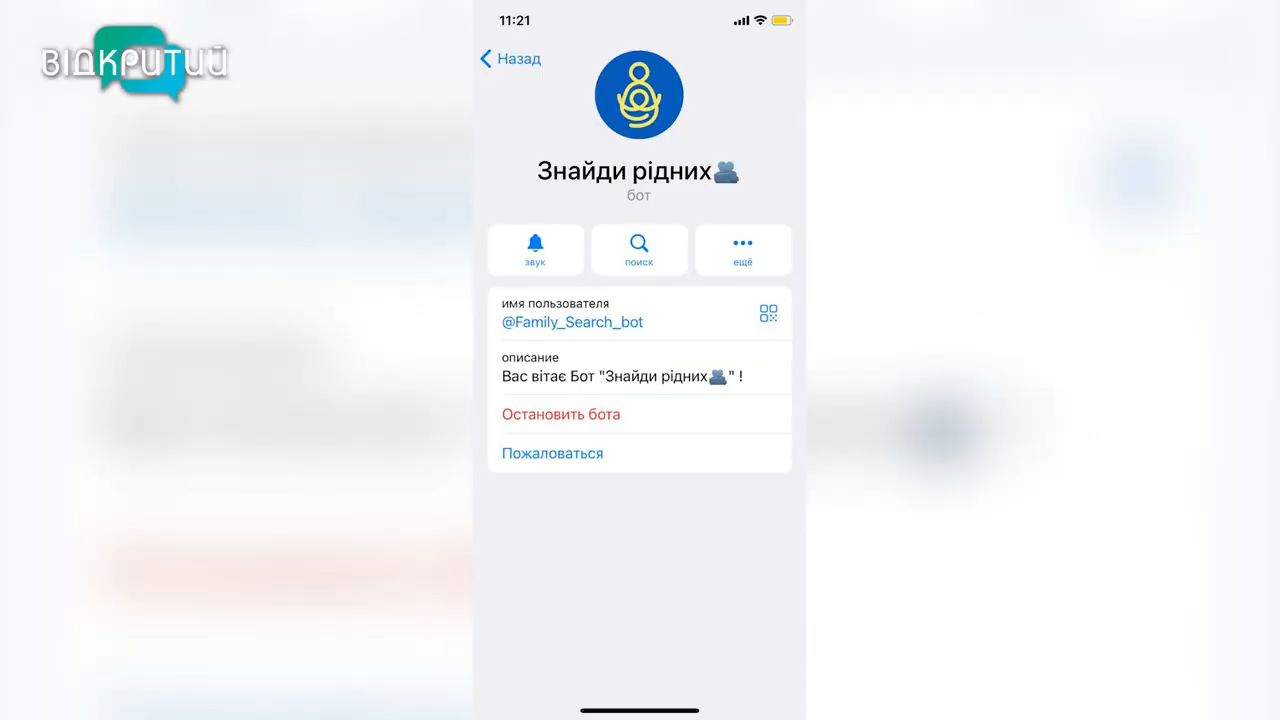 ВІДКРИТИЙ
11:21
Назад
Знайди рідних🫂
бот
звук
поиск
ещё
имя пользователя
@Family_Search_bot
описание
Вас вітає Бот "Знайди рідних🫂" !
Остановить бота
Пожаловаться